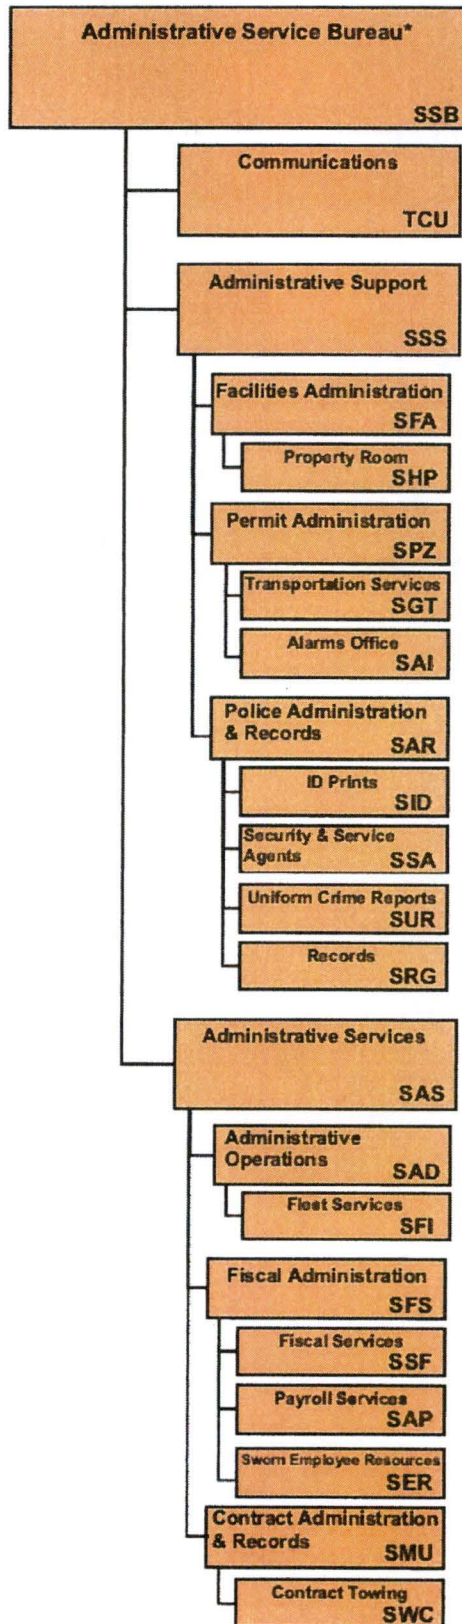 Administrative Service Bureau*
SSB
Communications
TCU
Administrative Support
SSS
Facilities Administration
SFA
Property Room
SHP
Permit Administration
SPZ
Transportation Services
SGT
Alarms Office
SAI
Police Administration
& Records
SAR
ID Prints
SID
Security & Service
Agents
SSA
Uniform Crime Reports
SUR
Records
SRG
Administrative Services
SAS
Administrative
Operations
SAD
Fleet Services
SFI
Fiscal Administration
SFS
Fiscal Services
SSF
Payroll Services
SAP
Sworn Employee Resources
SER
Contract Administration
& Records
SMU
Contract Towing
SWC